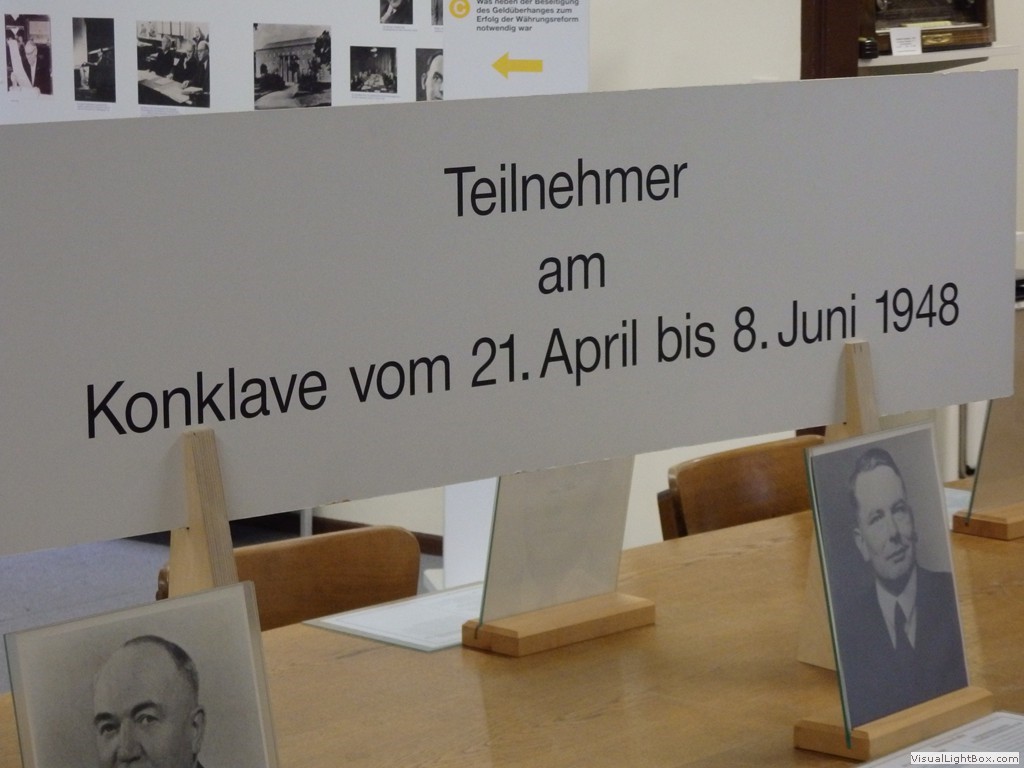 C Was neben der Beseitigung
des Geldüberhanges zum
Erfolg der Währungsreform
notwendig war
Teilnehmer
am
Konklave vom 21. April bis 8. Juni 1948
VisualLightBox.com